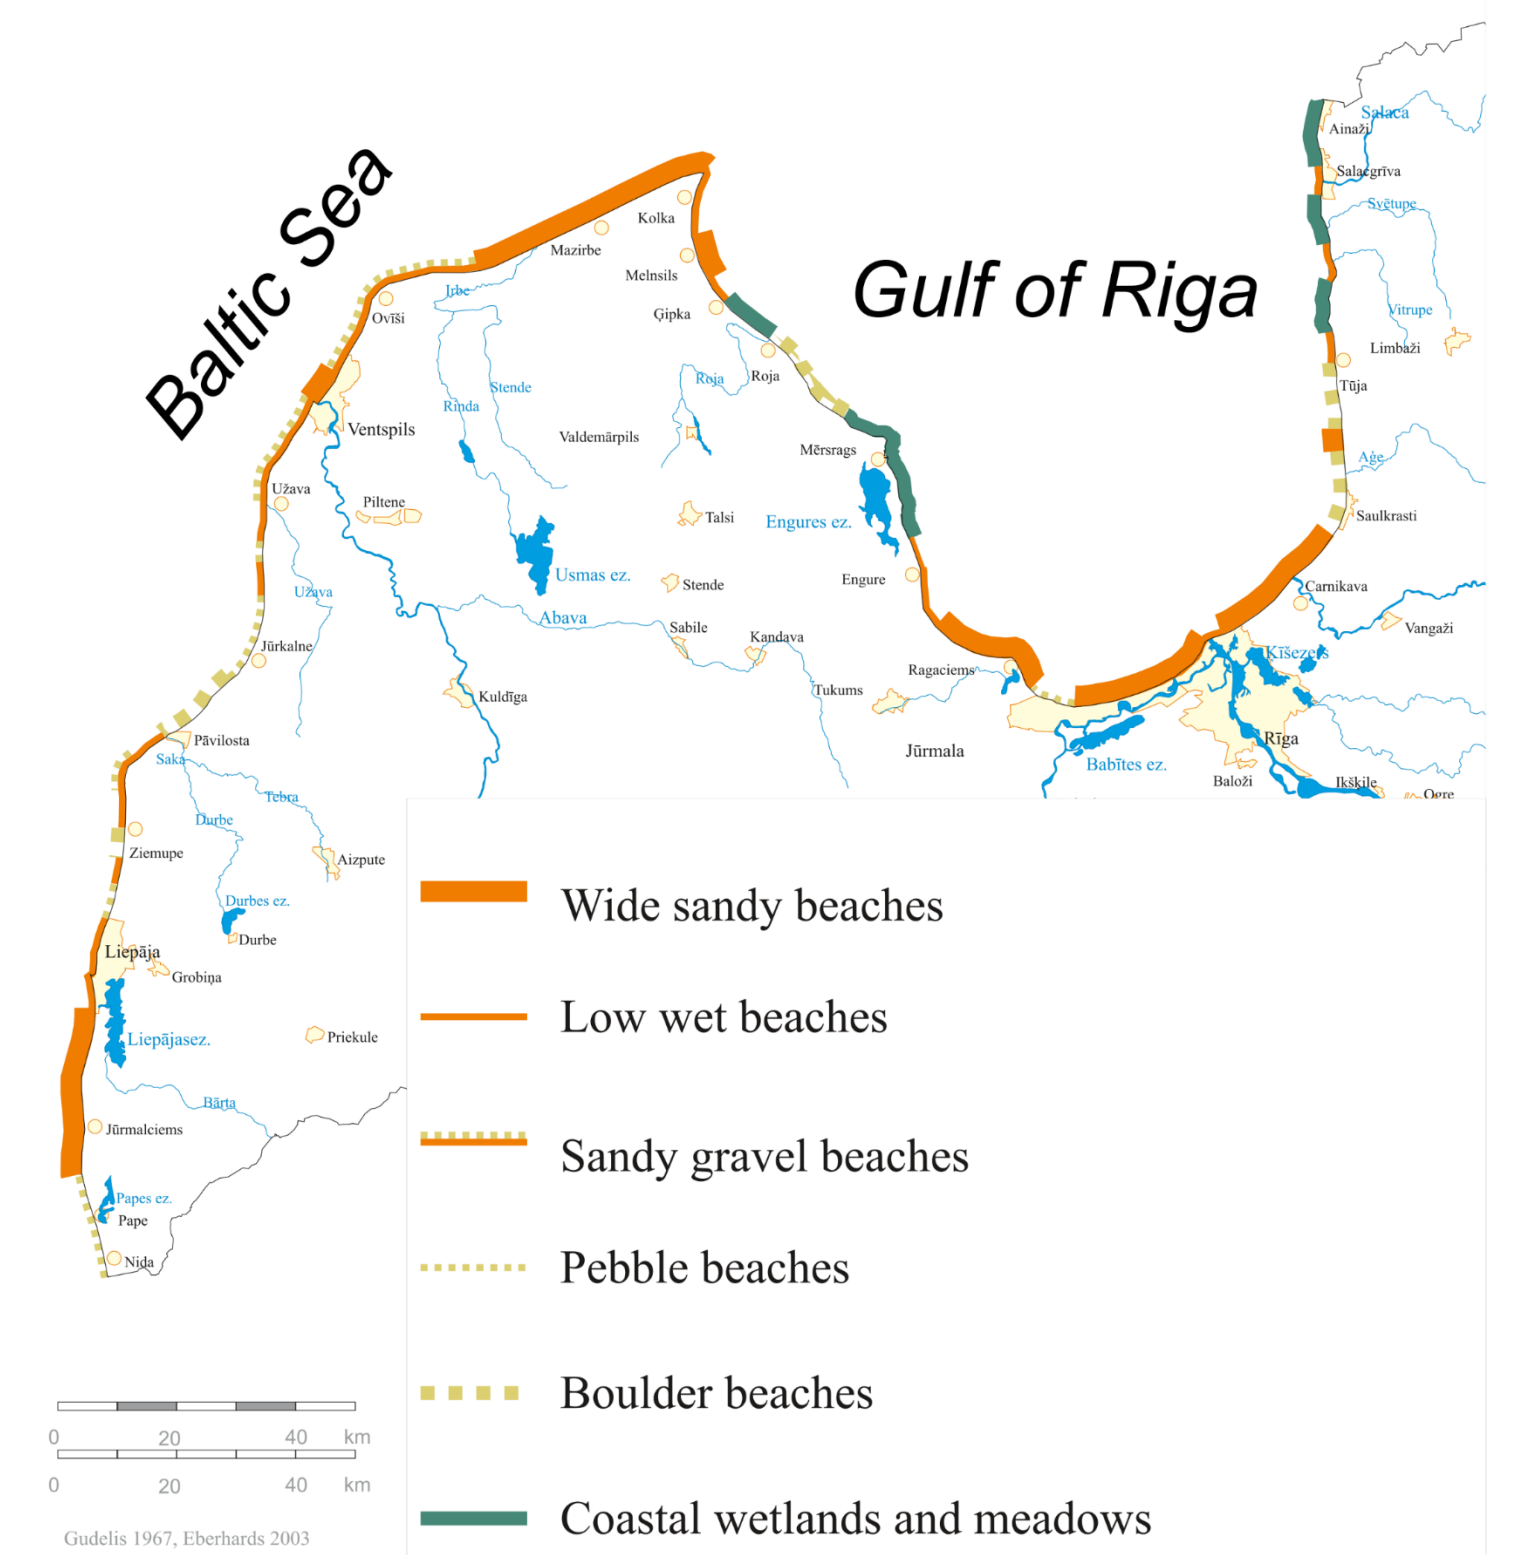 Baltic Sea
Gulf of Riga
Salaca
Ainaži
Salacgrīva
Svētupe
Kolka
Mazirbe
Melnsils
Irbe
Ģipka
Ovīši
Vitrupe
Limbaži
Roja
Roja
Stende
Rinda
Tūja
Ventspils
Valdemārpils
Mērsrags
Aģe
Užava
Piltene
Talsi
Engures ez.
Saulkrasti
Usmas ez.
Stende
Engure
Carnikava
Užava
Abava
Sabile
Kandava
Vangaži
Jūrkalne
Ķīšezers
Ragaciems
Kuldīga
Tukums
Pāvilosta
Rīga
Jūrmala
Saka
Babītes ez.
Baloži
Ikšķile
Ogre
Tebra
Durbe
Ziemupe
Aizpute
Durbes ez.
Durbe
Liepāja
Grobiņa
Liepājasez.
Priekule
Bārta
Jūrmalciems
Papes ez.
Pape
Nida
Wide sandy beaches
Low wet beaches
Sandy gravel beaches
Pebble beaches
Boulder beaches
Coastal wetlands and meadows
0 20 40 km
0 20 40 km
Gudelis 1967, Eberhards 2003